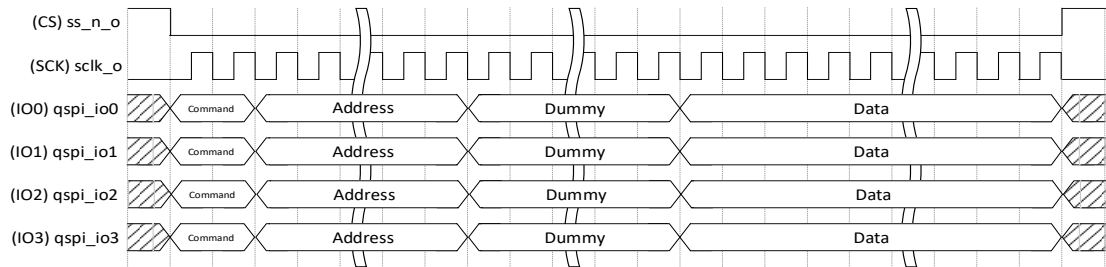 (CS) ss_n_o
(SCK) sclk_o
(IO0) qspi_io0 Command Address Dummy Data
(IO1) qspi_io1 Command Address Dummy Data
(IO2) qspi_io2 Command Address Dummy Data
(IO3) qspi_io3 Command Address Dummy Data